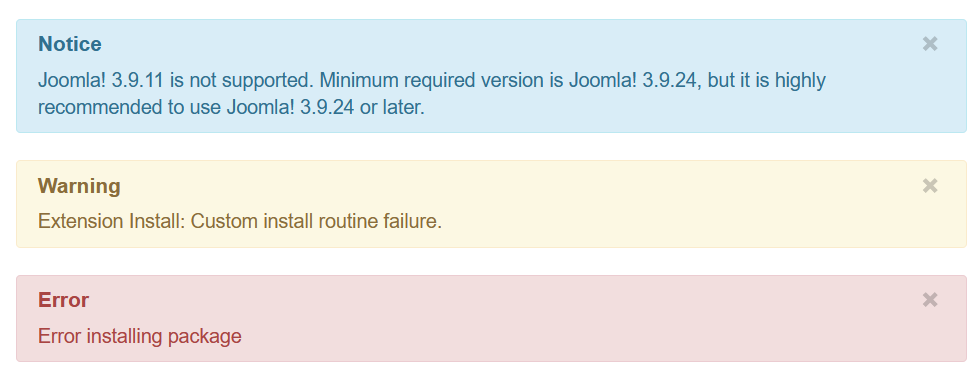 Notice
Joomla! 3.9.11 is not supported. Minimum required version is Joomla! 3.9.24, but it is highly
recommended to use Joomla! 3.9.24 or later.
Warning
Extension Install: Custom install routine failure.
Error
Error installing package